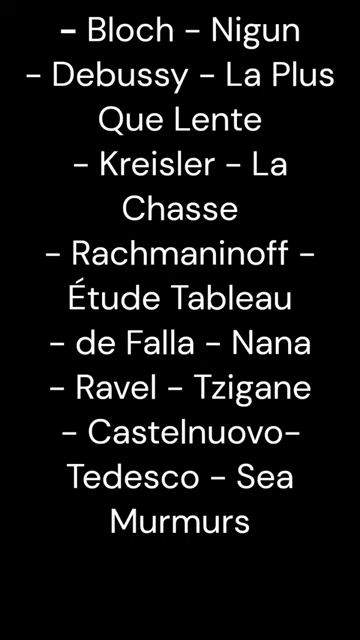 - Bloch - Nigun
- Debussy - La Plus
Que Lente
- Kreisler - La
Chasse
- Rachmaninoff -
Étude Tableau
- de Falla - Nana
- Ravel - Tzigane
- Castelnuovo-
Tedesco - Sea
Murmurs